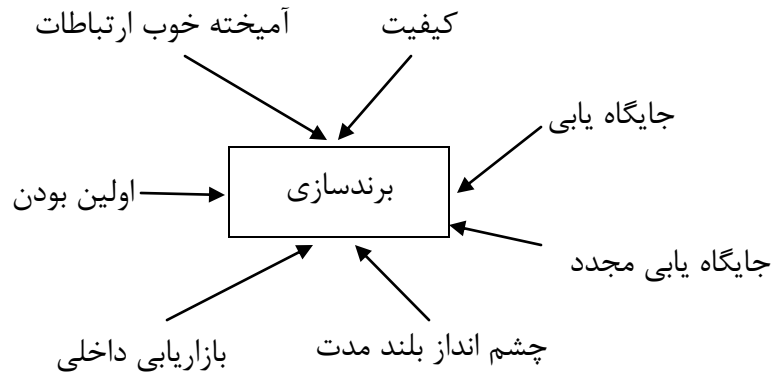 کیفیت
آمیخته خوب ارتباطات
جایگاه یابی
برندسازی
اولین بودن
جایگاه یابی مجدد
چشم انداز بلند مدت
بازاریابی داخلی